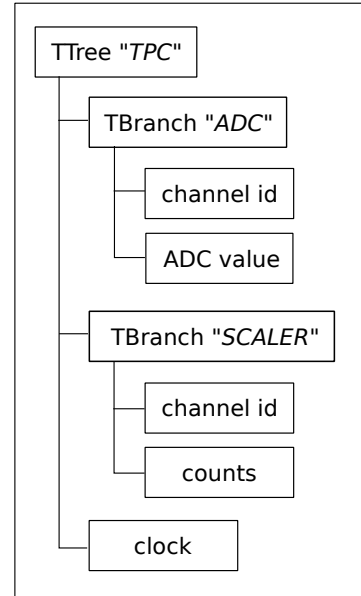 TTree "TPC"
TBranch "ADC"
channel id
ADC value
TBranch "SCALER"
channel id
counts
clock